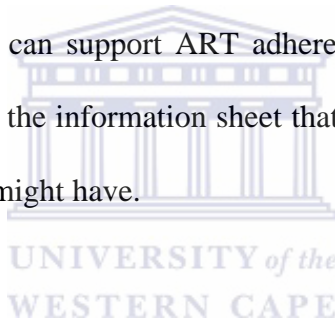 can support ART adhere
the information sheet that
might have.
UNIVERSITY of the
WESTERN CAPE